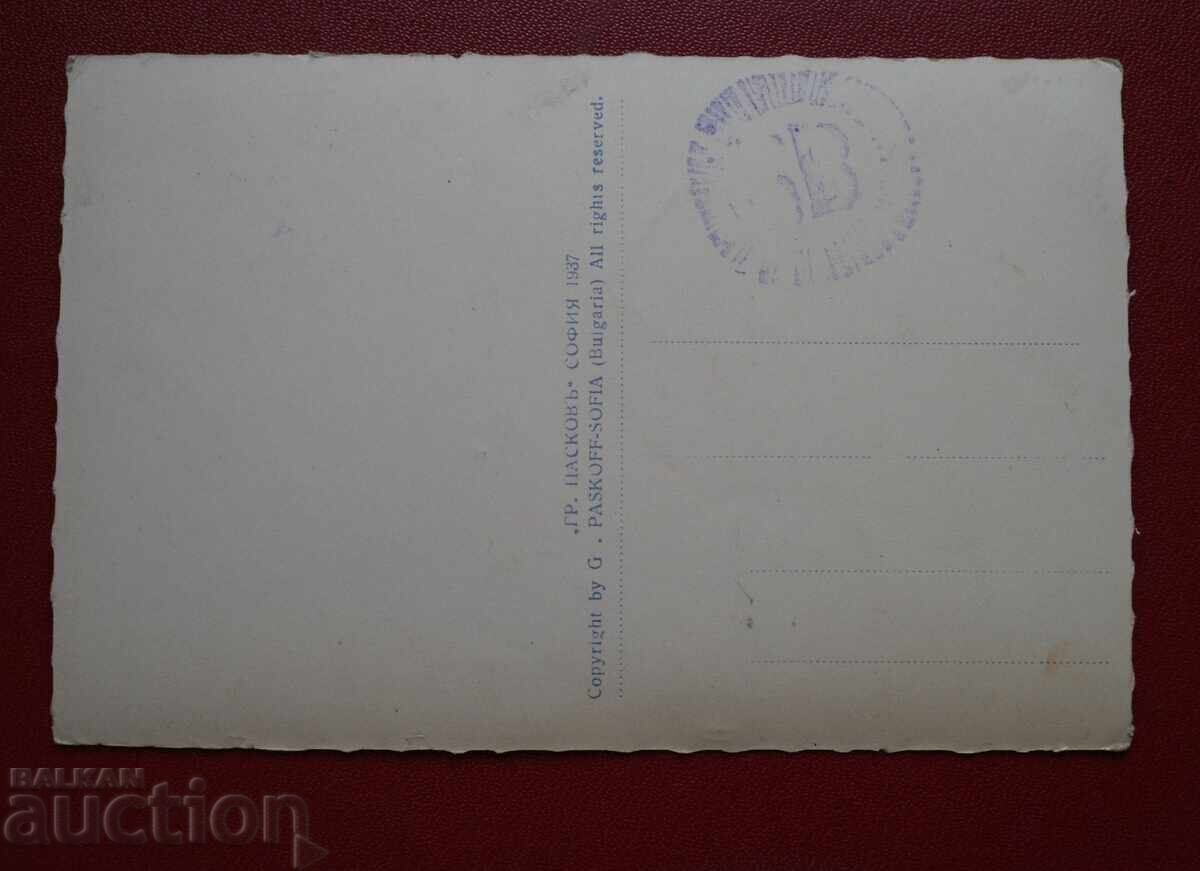 „ГР. ПАСКОВЪ“ СОФИЯ 1937
Copyright by G . PASKOFF-SOFIA (Bulgaria) All rights reserved.
B
BALKAN
auction